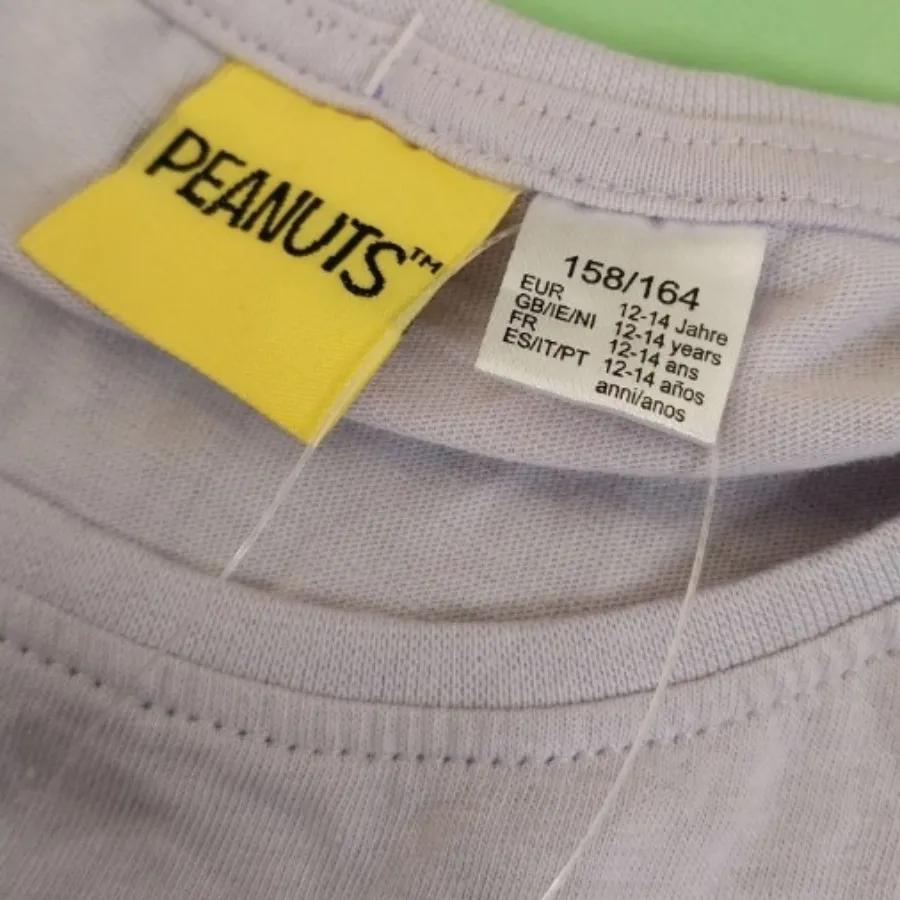 PEANUTS™
158/164
EUR 12-14 Jahre
GB/IE/NI 12-14 years
FR 12-14 ans
ES/IT/PT 12-14 años
anni/anos